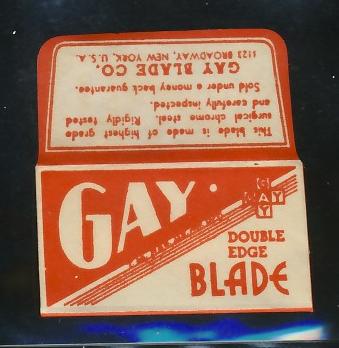 This blade is made of highest grade
surgical chrome steel. Rigidly tested
and carefully inspected.
Sold under a money back guarantee.
GAY BLADE CO.
1123 BROADWAY, NEW YORK, U.S.A.
GAY
G
GAY
Y
DOUBLE
EDGE
BLADE